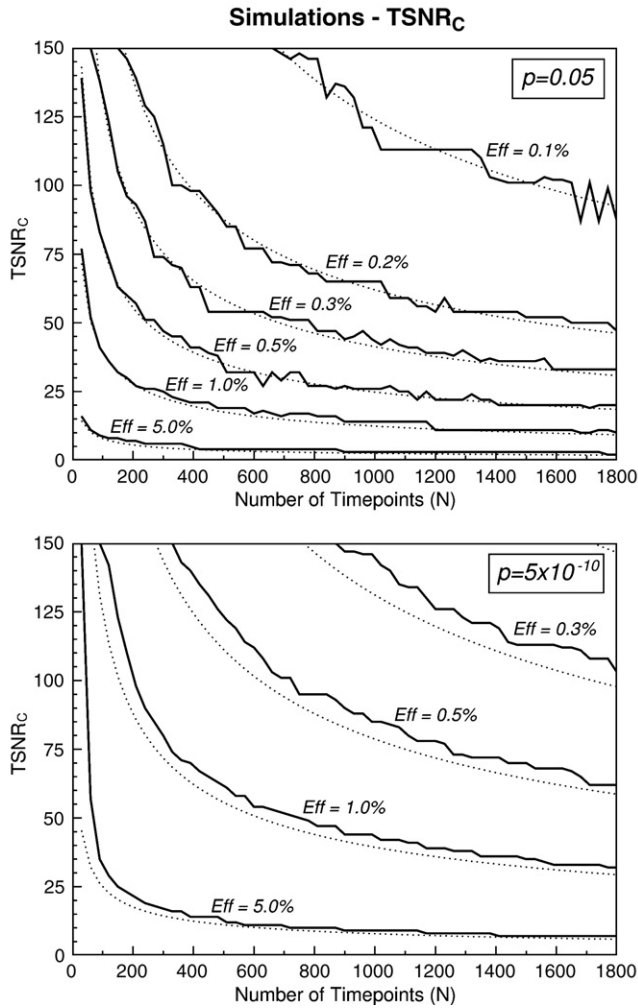 Simulations - TSNRC
p=0.05
150
125
100
75
50
25
0
TSNRC
Eff = 0.1%
Eff = 0.2%
Eff = 0.3%
Eff = 0.5%
Eff = 1.0%
Eff = 5.0%
0 200 400 600 800 1000 1200 1400 1600 1800
Number of Timepoints (N)
p=5x10⁻¹⁰
150
125
100
75
50
25
0
TSNRC
Eff = 0.3%
Eff = 0.5%
Eff = 1.0%
Eff = 5.0%
0 200 400 600 800 1000 1200 1400 1600 1800
Number of Timepoints (N)